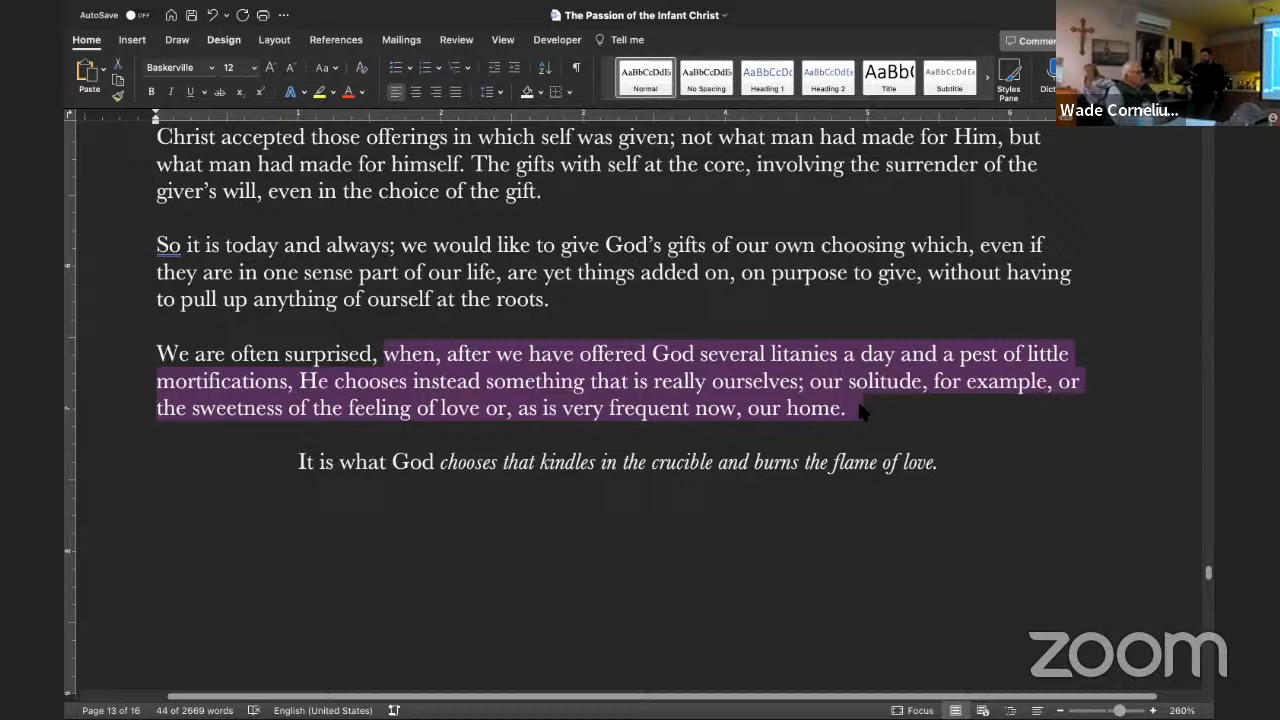 AutoSave OFF
The Passion of the Infant Christ
Home Insert Draw Design Layout References Mailings Review View Developer Tell me
Paste
Baskerville 12
AaBbCcDdEe AaBbCcDdEe AaBbCcDc AaBbCcDdEe AaBb( AaBbCcDdEe
Normal No Spacing Heading 1 Heading 2 Title Subtitle
Styles Pane
Wade Corneliu...
Christ accepted those offerings in which self was given; not what man had made for Him, but
what man had made for himself. The gifts with self at the core, involving the surrender of the
giver's will, even in the choice of the gift.
So it is today and always; we would like to give God's gifts of our own choosing which, even if
they are in one sense part of our life, are yet things added on, on purpose to give, without having
to pull up anything of ourself at the roots.
We are often surprised, when, after we have offered God several litanies a day and a pest of little
mortifications, He chooses instead something that is really ourselves; our solitude, for example, or
the sweetness of the feeling of love or, as is very frequent now, our home.
It is what God chooses that kindles in the crucible and burns the flame of love.
zoom
Page 13 of 16 44 of 2669 words English (United States) Focus 260%